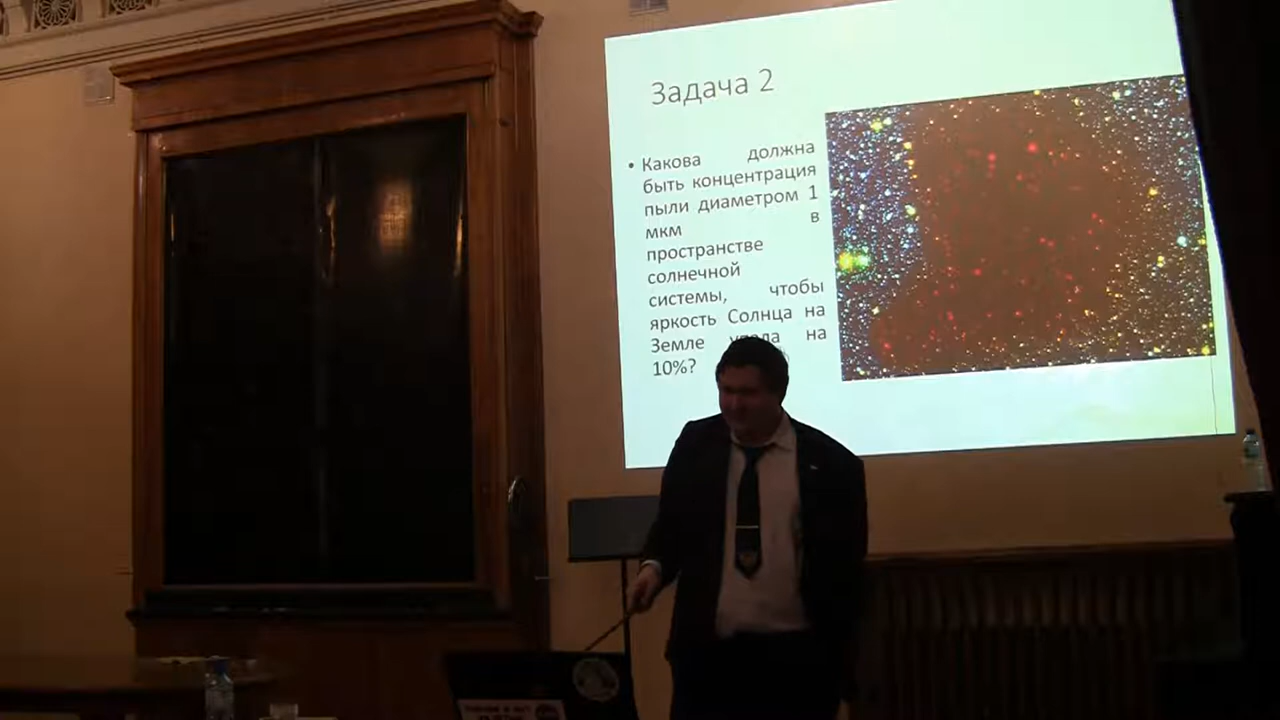 Задача 2
• Какова должна
быть концентрация
пыли диаметром 1
мкм в
пространстве
солнечной
системы, чтобы
яркость Солнца на
Земле упала на
10%?